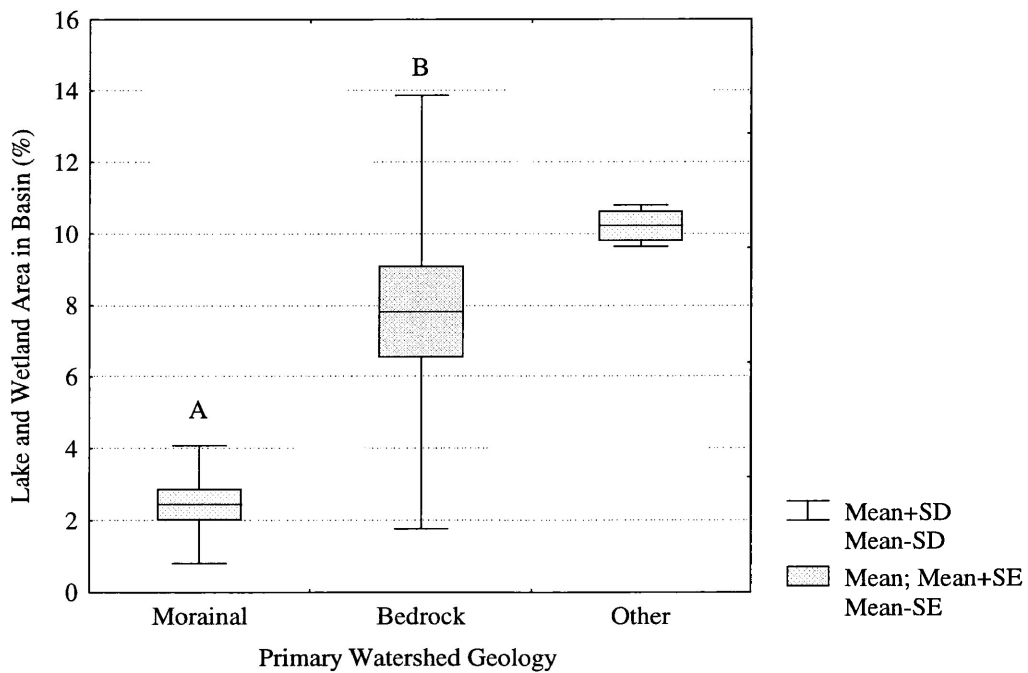 16
14
12
10
8
6
4
2
0
Lake and Wetland Area in Basin (%)
A
B
Morainal
Bedrock
Other
Primary Watershed Geology
Mean+SD
Mean-SD
Mean; Mean+SE
Mean-SE